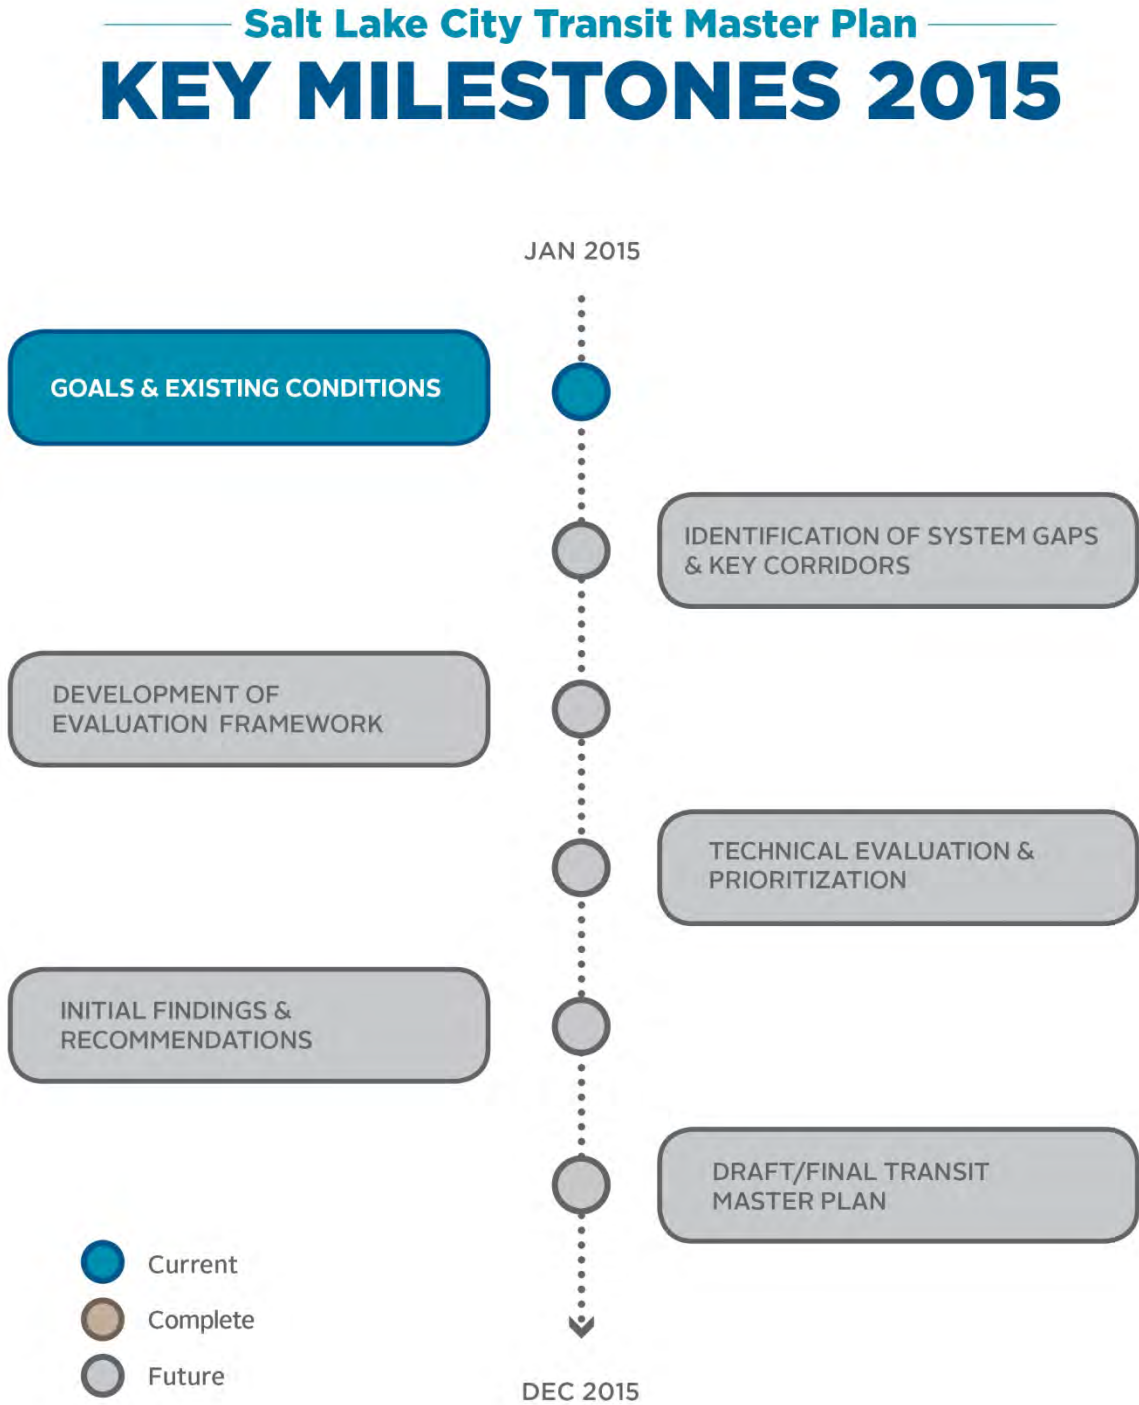 Salt Lake City Transit Master Plan
KEY MILESTONES 2015
JAN 2015
GOALS & EXISTING CONDITIONS
IDENTIFICATION OF SYSTEM GAPS
& KEY CORRIDORS
DEVELOPMENT OF
EVALUATION FRAMEWORK
TECHNICAL EVALUATION &
PRIORITIZATION
INITIAL FINDINGS &
RECOMMENDATIONS
DRAFT/FINAL TRANSIT
MASTER PLAN
Current
Complete
Future
DEC 2015